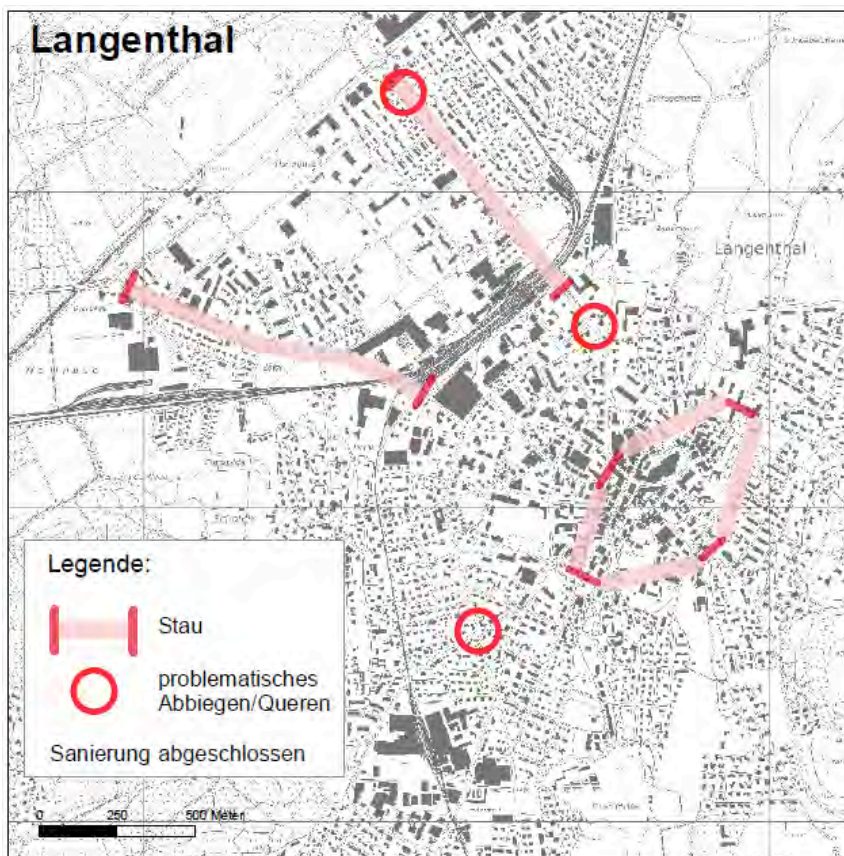 Langenthal
Langenthal
Legende:
Stau
problematisches
Abbiegen/Queren
Sanierung abgeschlossen
0 250 500 Meter